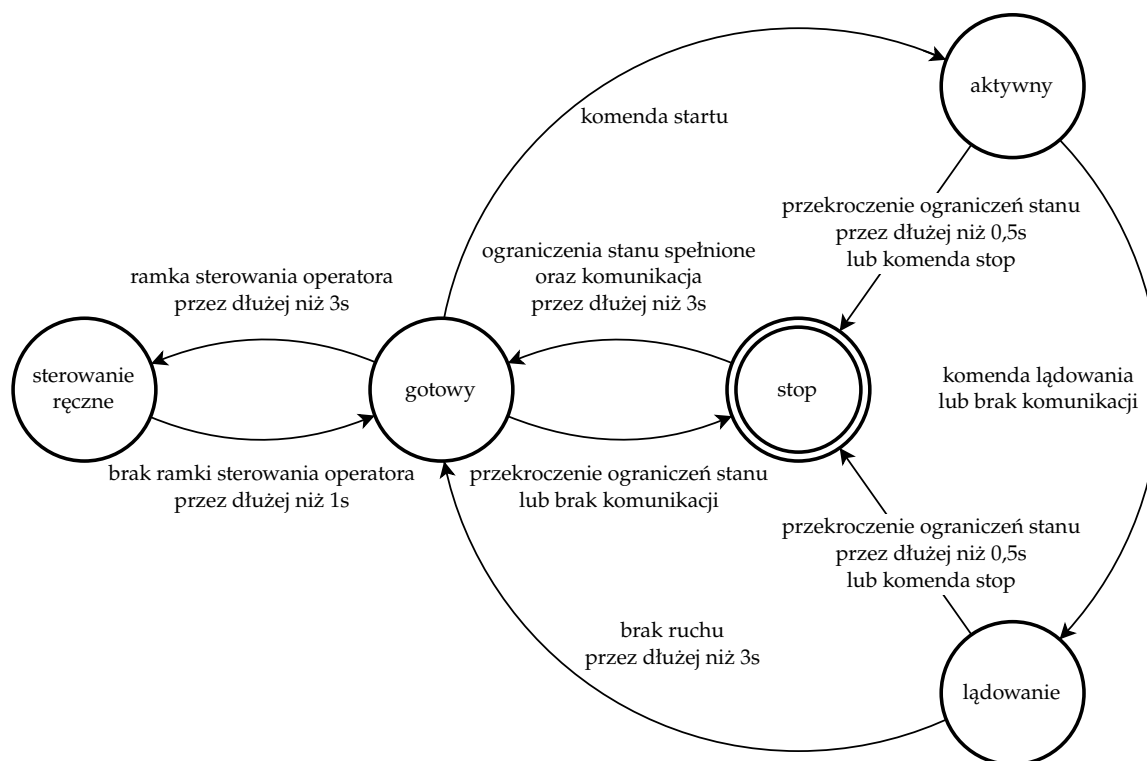 aktywny
komenda startu
przekroczenie ograniczeń stanu
przez dłużej niż 0,5s
lub komenda stop
ograniczenia stanu spełnione
oraz komunikacja
przez dłużej niż 3s
ramka sterowania operatora
przez dłużej niż 3s
sterowanie
ręczne
gotowy
stop
komenda lądowania
lub brak komunikacji
brak ramki sterowania operatora
przez dłużej niż 1s
przekroczenie ograniczeń stanu
lub brak komunikacji
przekroczenie ograniczeń stanu
przez dłużej niż 0,5s
lub komenda stop
brak ruchu
przez dłużej niż 3s
lądowanie